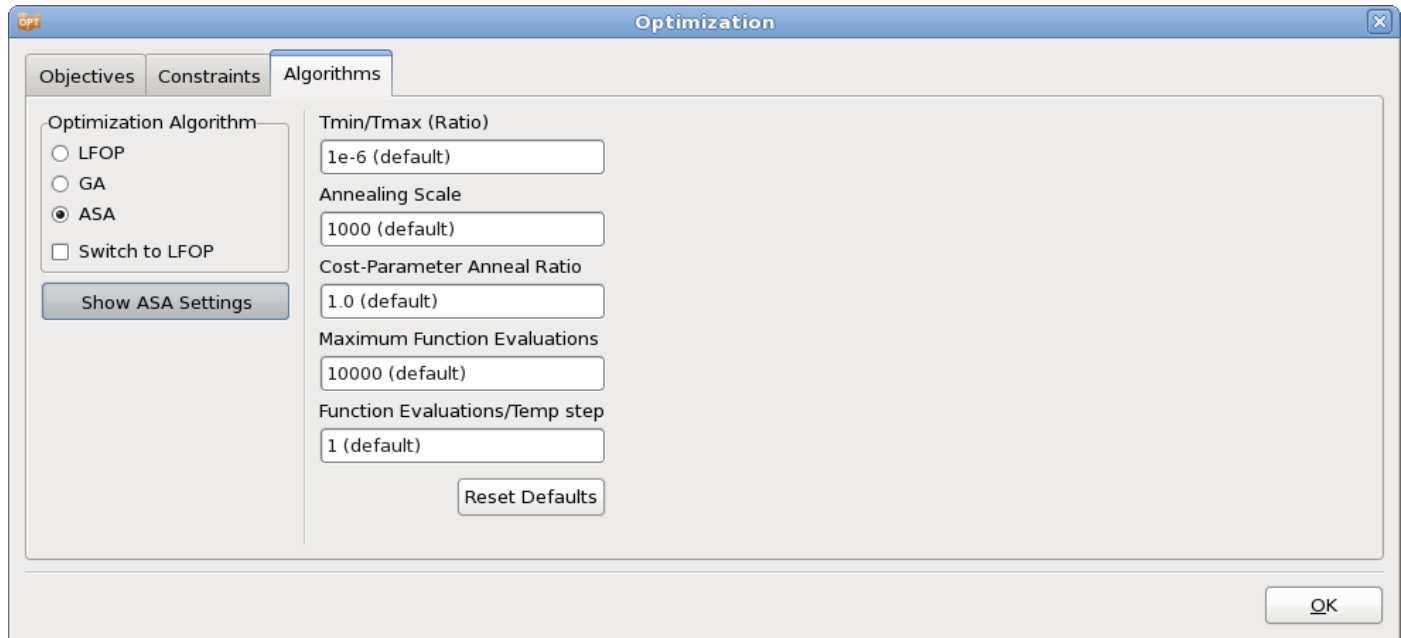 OPT
Optimization
Objectives
Constraints
Algorithms
Optimization Algorithm
LFOP
GA
ASA
Switch to LFOP
Show ASA Settings
Tmin/Tmax (Ratio)
1e-6 (default)
Annealing Scale
1000 (default)
Cost-Parameter Anneal Ratio
1.0 (default)
Maximum Function Evaluations
10000 (default)
Function Evaluations/Temp step
1 (default)
Reset Defaults
OK